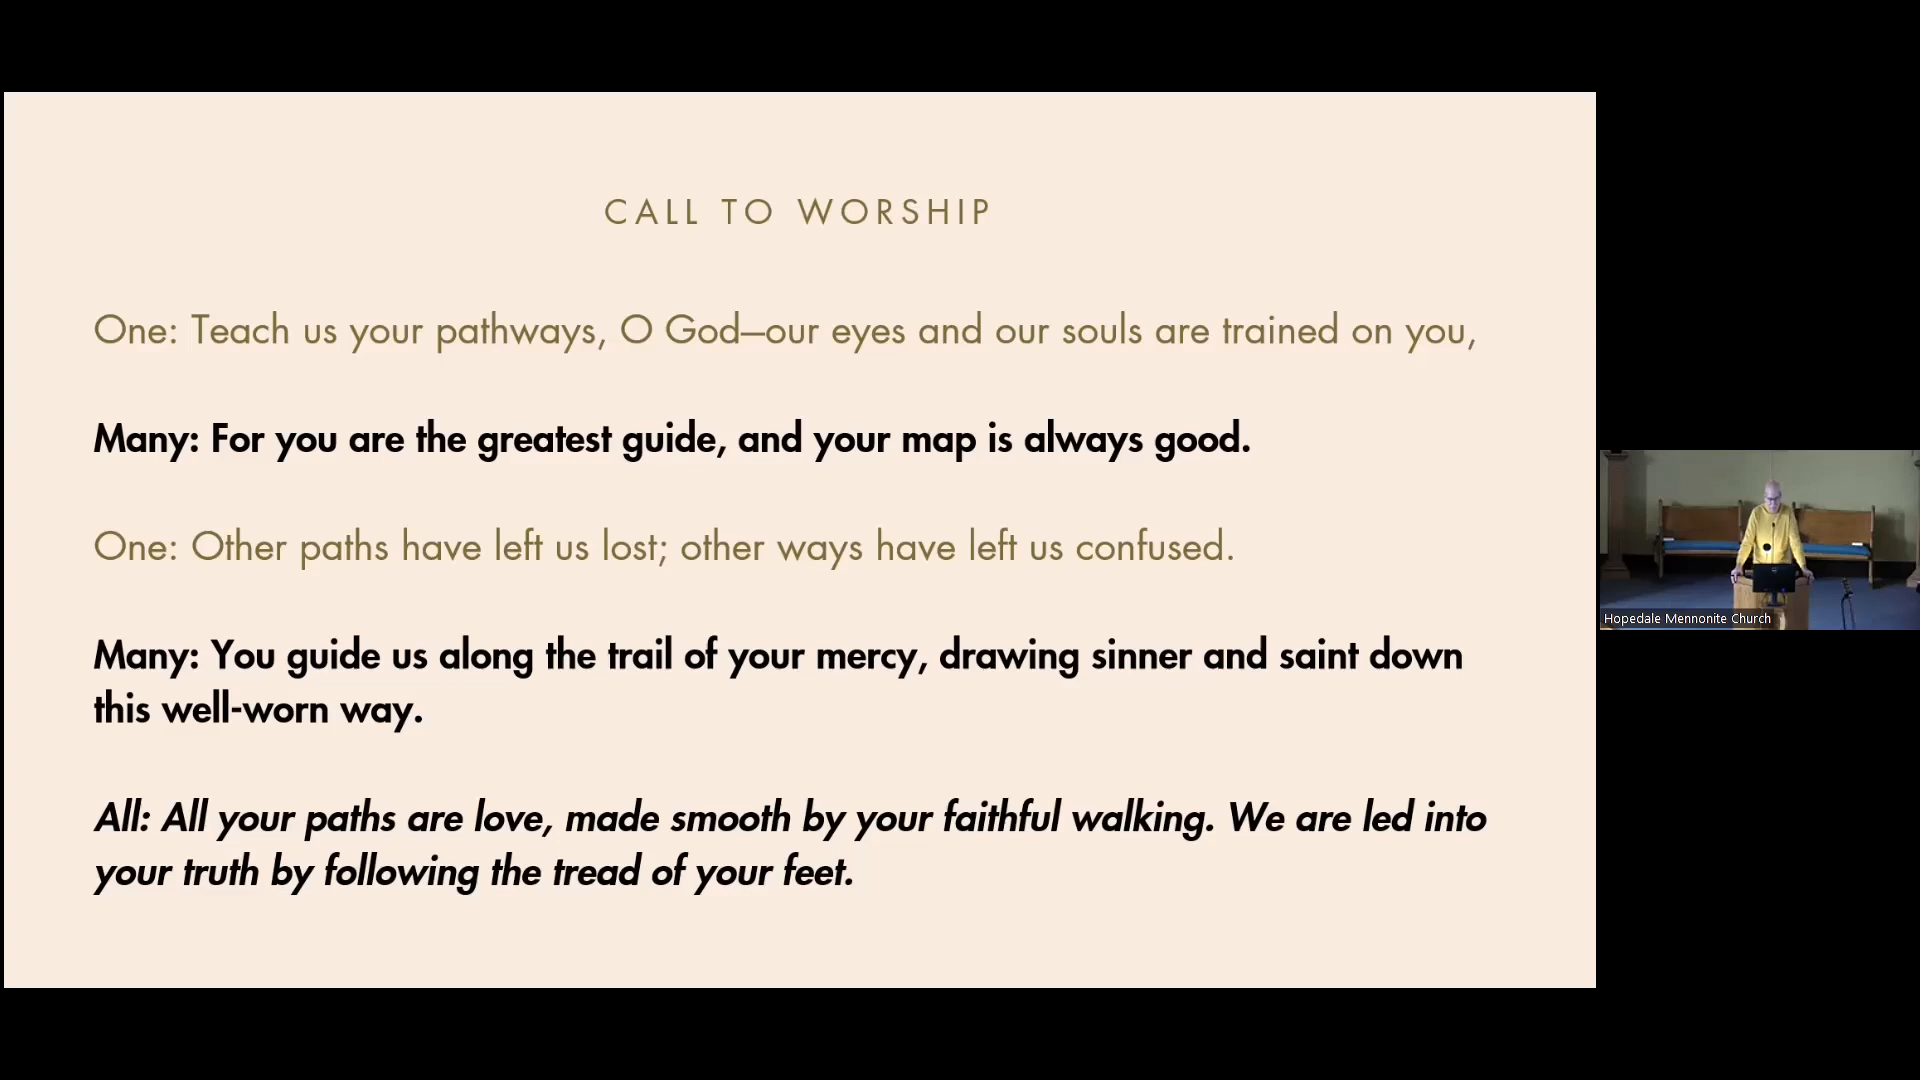 CALL TO WORSHIP
One: Teach us your pathways, O God—our eyes and our souls are trained on you,
Many: For you are the greatest guide, and your map is always good.
One: Other paths have left us lost; other ways have left us confused.
Many: You guide us along the trail of your mercy, drawing sinner and saint down
this well-worn way.
All: All your paths are love, made smooth by your faithful walking. We are led into
your truth by following the tread of your feet.
Hopedale Mennonite Church